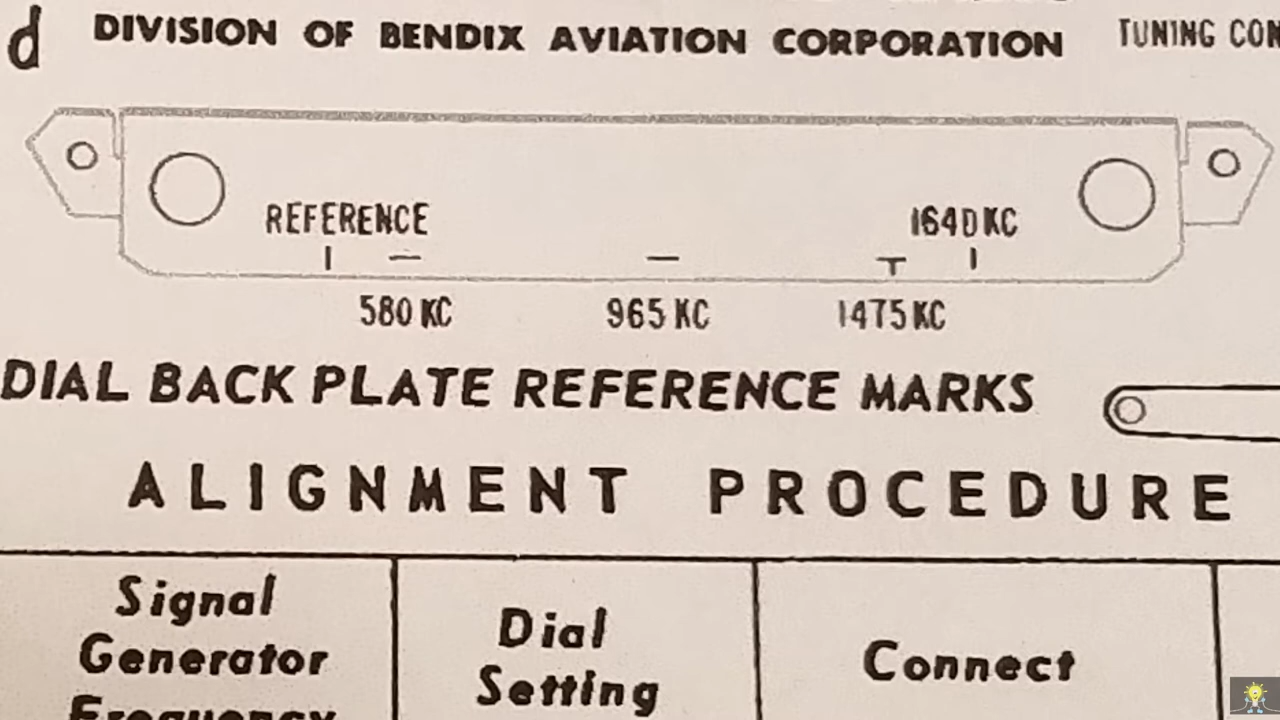 d DIVISION OF BENDIX AVIATION CORPORATION TUNING CON
REFERENCE 1640 KC
580 KC 965 KC 1475 KC
DIAL BACK PLATE REFERENCE MARKS
ALIGNMENT PROCEDURE
Signal
Generator
Frequency
Dial
Setting
Connect